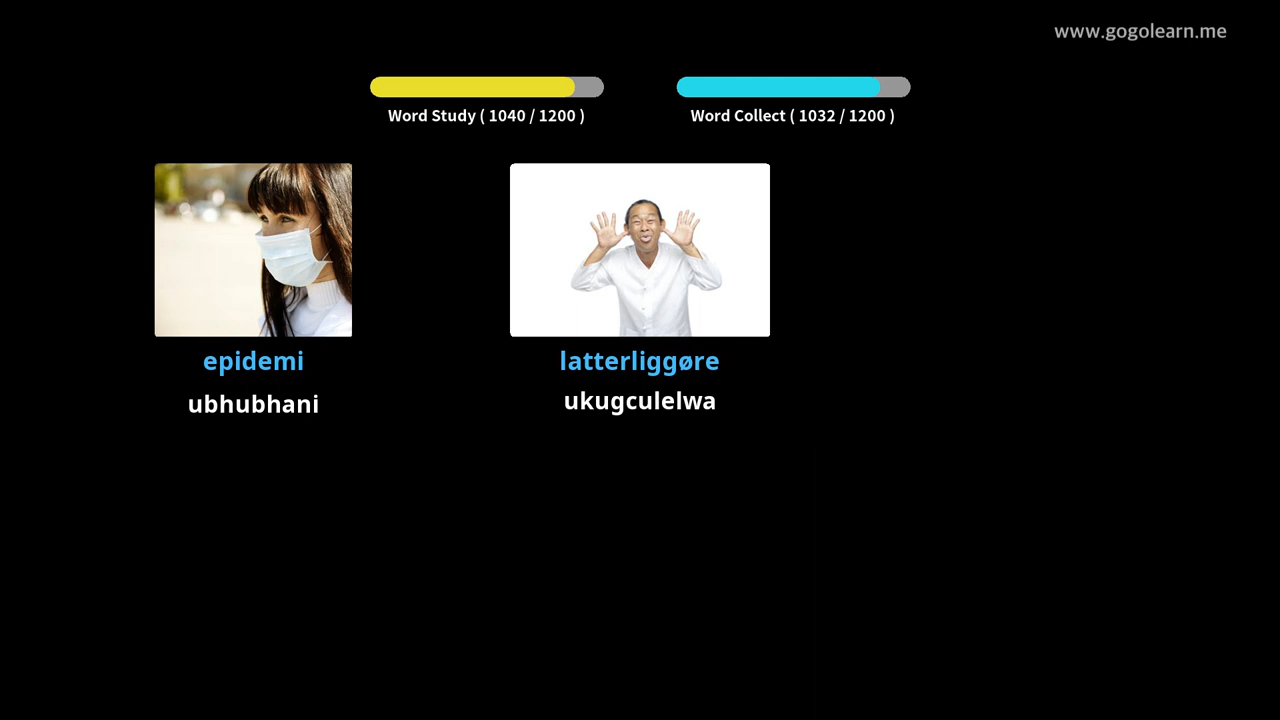 www.gogolearn.me
Word Study ( 1040 / 1200 )
Word Collect ( 1032 / 1200 )
epidemi
ubhubhani
latterliggøre
ukugculelwa